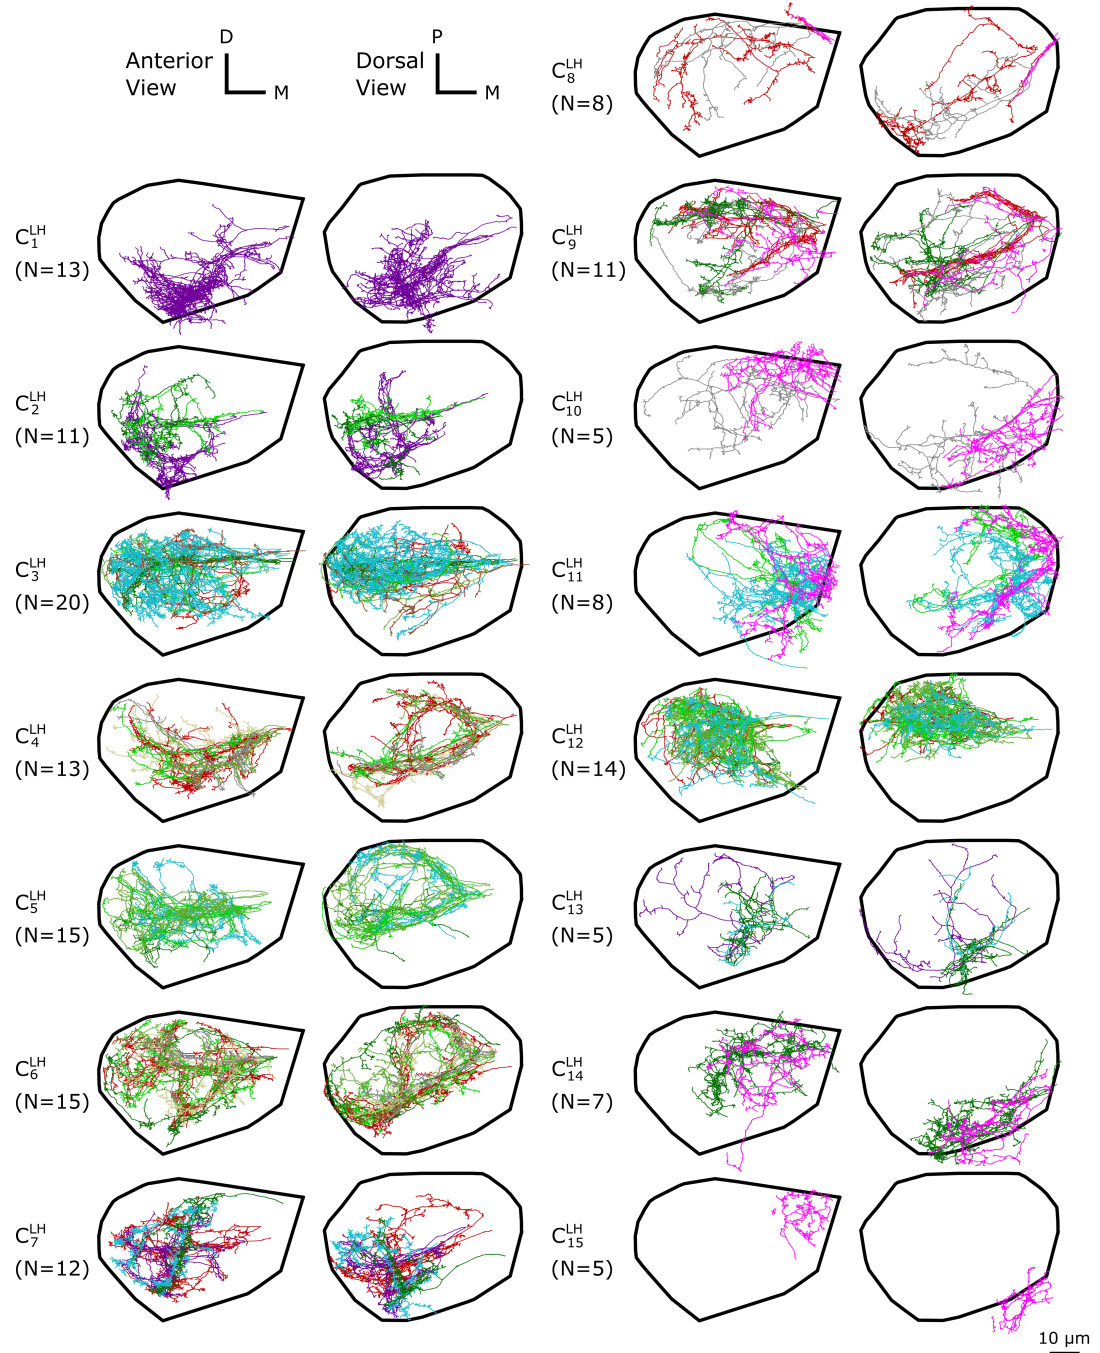 D
Anterior
View
M
P
Dorsal
View
M
C₁ᴸᴴ
(N=13)
C₂ᴸᴴ
(N=11)
C₃ᴸᴴ
(N=20)
C₄ᴸᴴ
(N=13)
C₅ᴸᴴ
(N=15)
C₆ᴸᴴ
(N=15)
C₇ᴸᴴ
(N=12)
C₈ᴸᴴ
(N=8)
C₉ᴸᴴ
(N=11)
C₁₀ᴸᴴ
(N=5)
C₁₁ᴸᴴ
(N=8)
C₁₂ᴸᴴ
(N=14)
C₁₃ᴸᴴ
(N=5)
C₁₄ᴸᴴ
(N=7)
C₁₅ᴸᴴ
(N=5)
10 μm